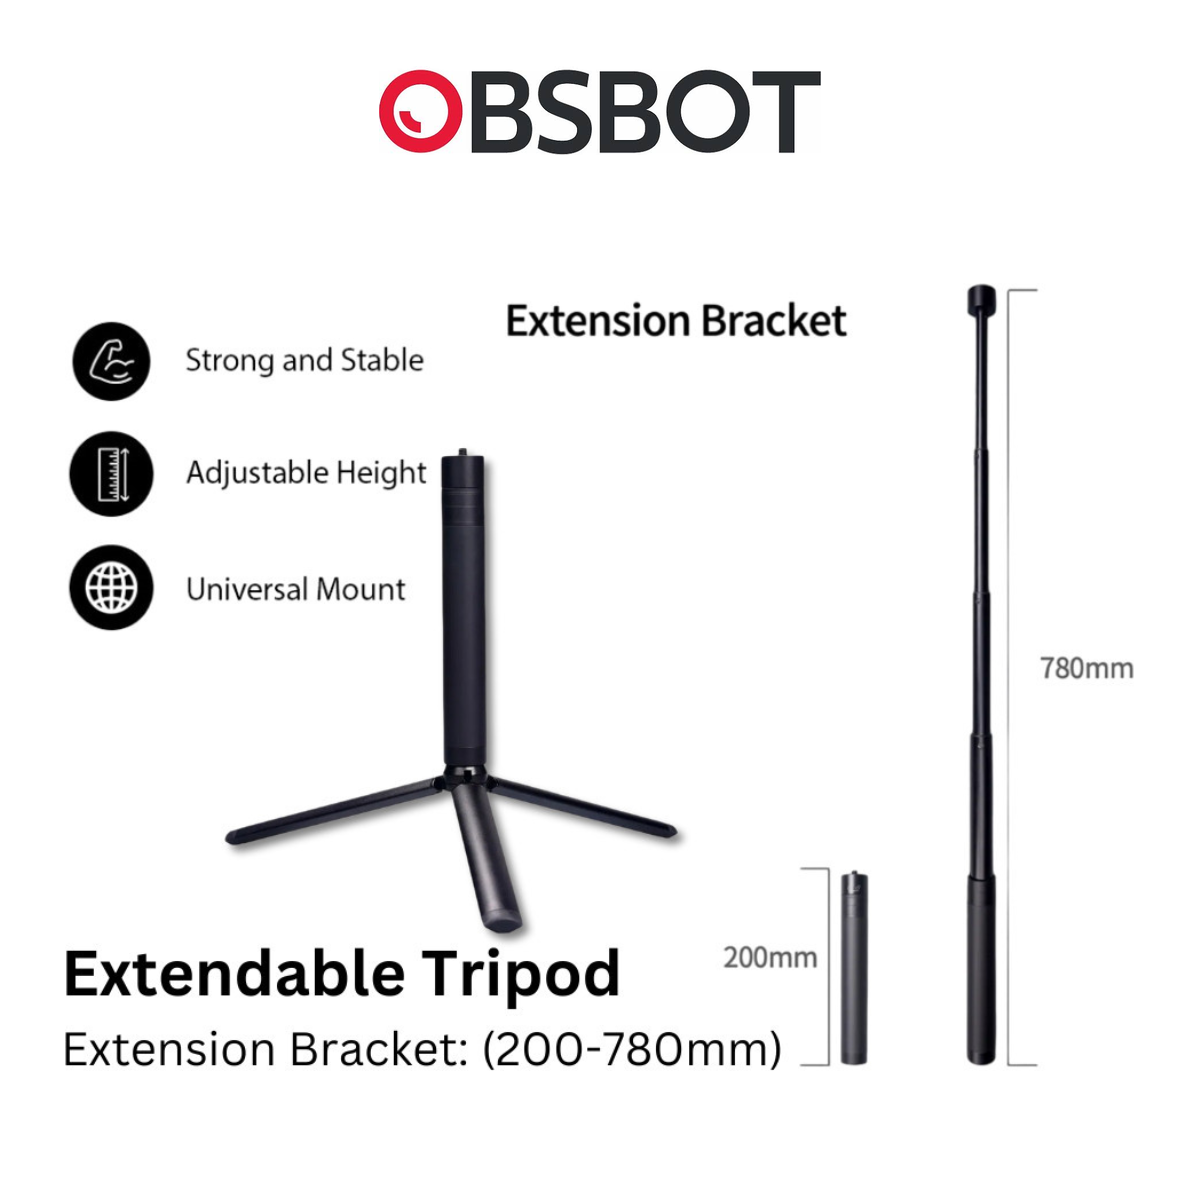 OBSBOT
Extension Bracket
Strong and Stable
Adjustable Height
Universal Mount
780mm
200mm
Extendable Tripod
Extension Bracket: (200-780mm)